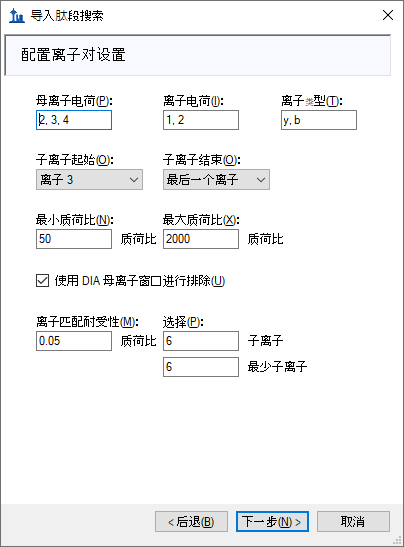 导入肽段搜索
配置离子对设置
母离子电荷(P): 离子电荷(I): 离子类型(T):
2, 3, 4 1, 2 y, b
子离子起始(O): 子离子结束(O):
离子 3 最后一个离子
最小质荷比(N): 最大质荷比(X):
50 质荷比 2000 质荷比
使用 DIA 母离子窗口进行排除(U)
离子匹配耐受性(M): 选择(P):
0.05 质荷比 6 子离子
6 最少子离子
< 后退(B) 下一步(N) > 取消